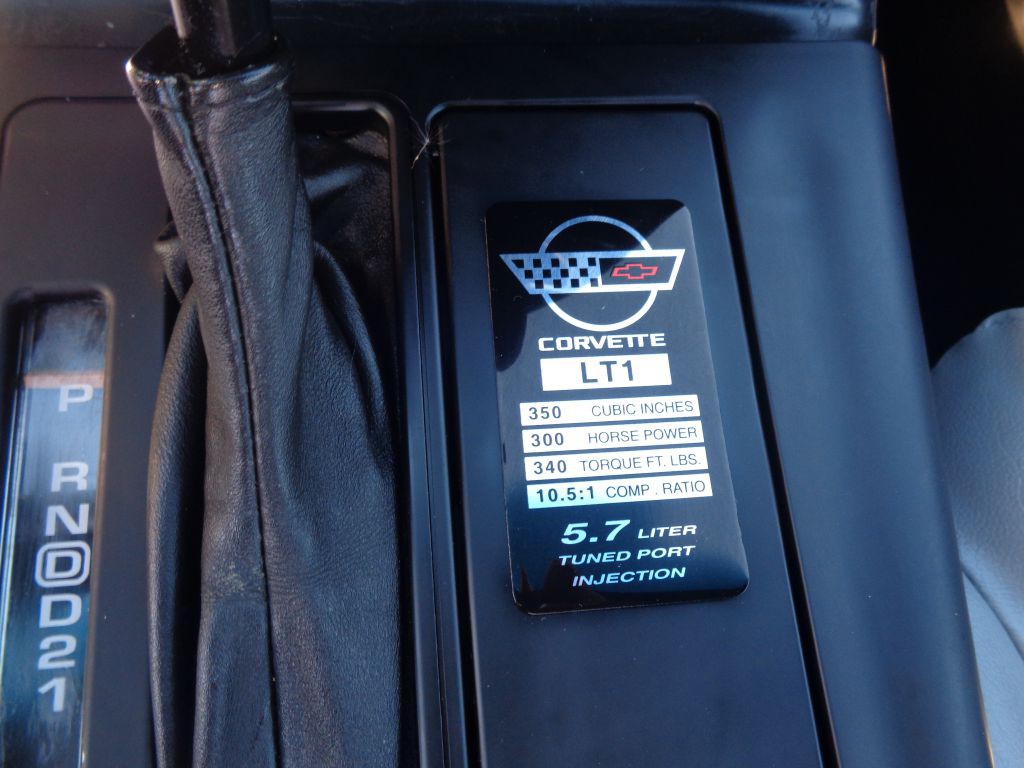 P
R
N
D
D
2
1
CORVETTE
LT1
350 CUBIC INCHES
300 HORSE POWER
340 TORQUE FT. LBS.
10.5:1 COMP. RATIO
5.7 LITER
TUNED PORT
INJECTION